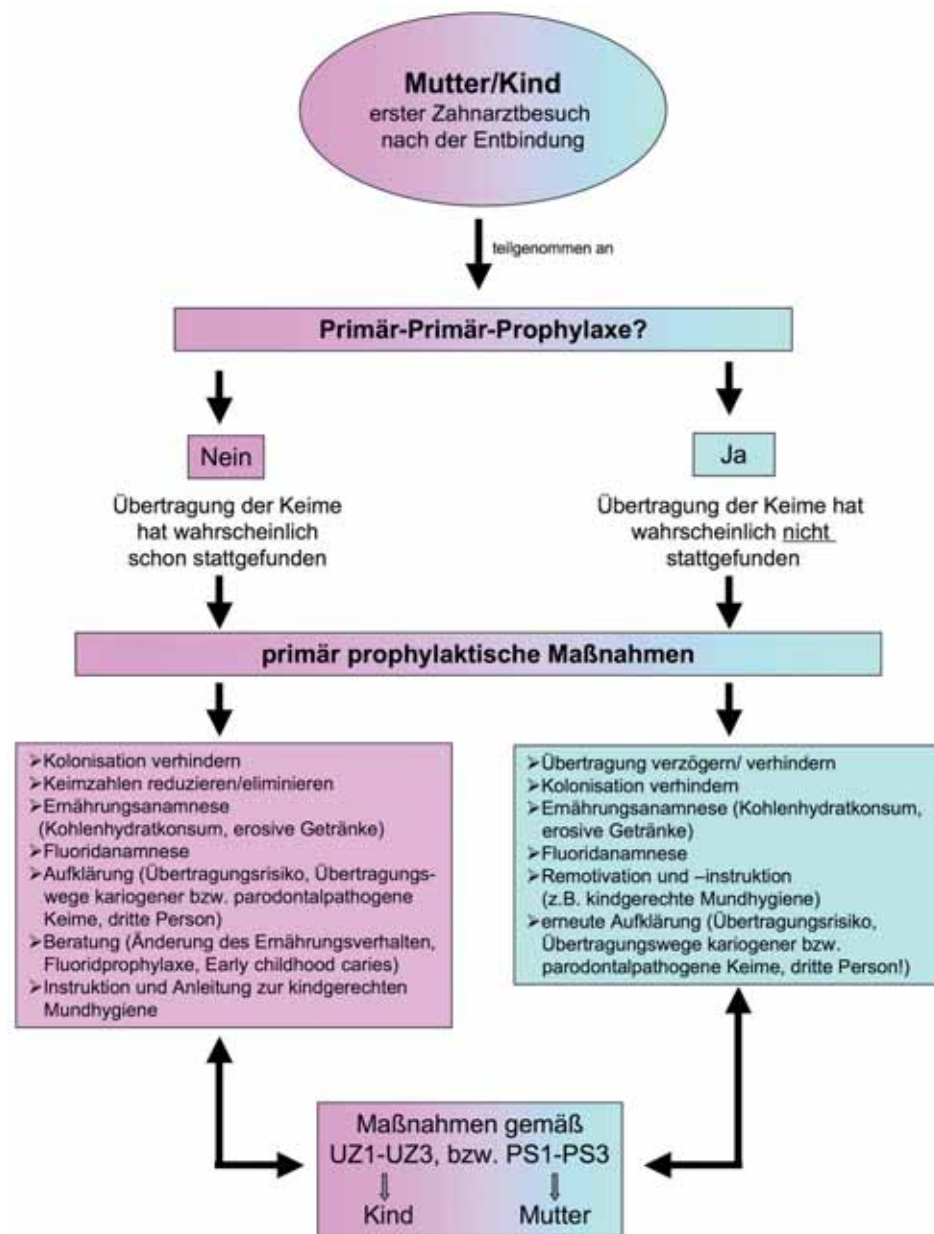 Mutter/Kind
erster Zahnarztbesuch
nach der Entbindung
teilgenommen an
Primär-Primär-Prophylaxe?
Nein
Übertragung der Keime
hat wahrscheinlich
schon stattgefunden
Ja
Übertragung der Keime hat
wahrscheinlich nicht
stattgefunden
primär prophylaktische Maßnahmen
➢Kolonisation verhindern
➢Keimzahlen reduzieren/eliminieren
➢Ernährungsanamnese
(Kohlenhydratkonsum, erosive Getränke)
➢Fluoridanamnese
➢Aufklärung (Übertragungsrisiko, Übertragungs-
wege kariogener bzw. parodontalpathogene
Keime, dritte Person)
➢Beratung (Änderung des Ernährungsverhalten,
Fluoridprophylaxe, Early childhood caries)
➢Instruktion und Anleitung zur kindgerechten
Mundhygiene
➢Übertragung verzögern/ verhindern
➢Kolonisation verhindern
➢Ernährungsanamnese (Kohlenhydratkonsum,
erosive Getränke)
➢Fluoridanamnese
➢Remotivation und –instruktion
(z.B. kindgerechte Mundhygiene)
➢erneute Aufklärung (Übertragungsrisiko,
Übertragungswege kariogener bzw.
parodontalpathogene Keime, dritte Person!)
Maßnahmen gemäß
UZ1-UZ3, bzw. PS1-PS3
Kind Mutter